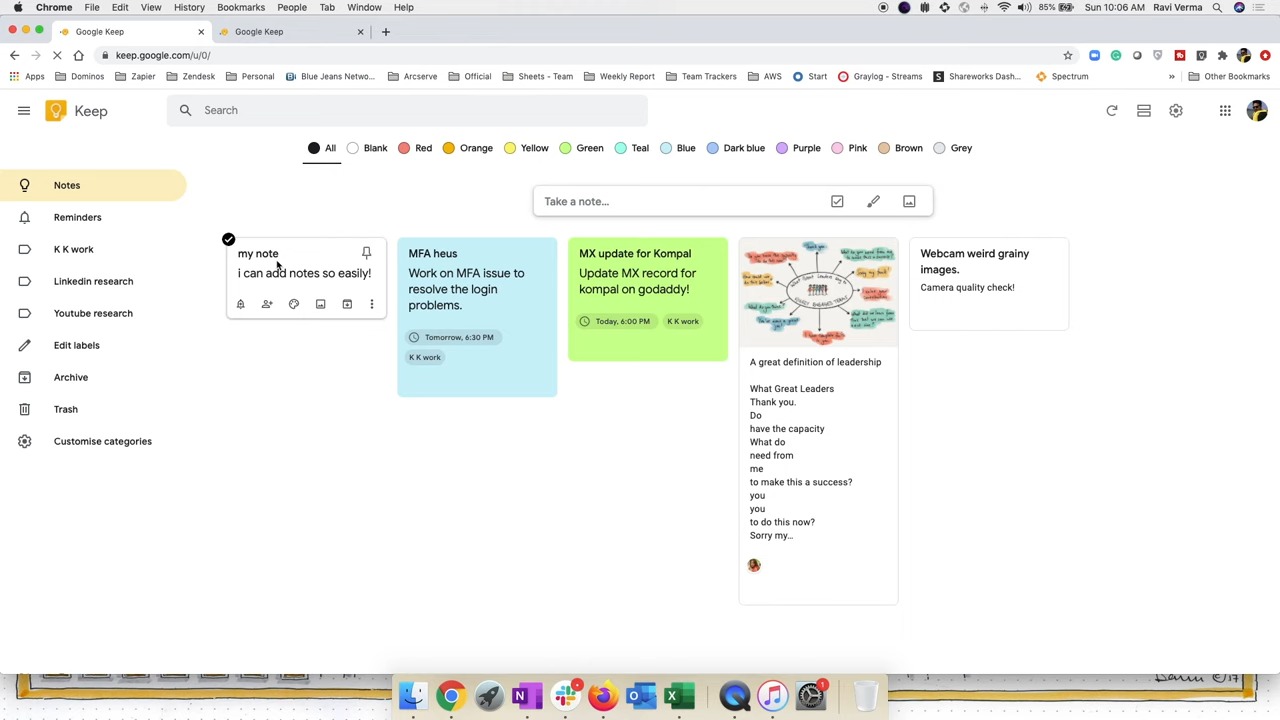 Chrome File Edit View History Bookmarks People Tab Window Help 85% Sun 10:06 AM Ravi Verma
Google Keep Google Keep
keep.google.com/u/0/
Apps Dominos Zapier Zendesk Personal Blue Jeans Netwo... Arcserve Official Sheets - Team Weekly Report Team Trackers AWS Start Graylog - Streams Shareworks Dash... Spectrum » Other Bookmarks
Keep Search
All Blank Red Orange Yellow Green Teal Blue Dark blue Purple Pink Brown Grey
Notes
Reminders
K K work
Linkedin research
Youtube research
Edit labels
Archive
Trash
Customise categories
Take a note...
my note
i can add notes so easily!
MFA heus
Work on MFA issue to
resolve the login
problems.
Tomorrow, 6:30 PM
K K work
MX update for Kompal
Update MX record for
kompal on godaddy!
Today, 6:00 PM K K work
A great definition of leadership
What Great Leaders
Thank you.
Do
have the capacity
What do
need from
me
to make this a success?
you
you
to do this now?
Sorry my...
Webcam weird grainy
images.
Camera quality check!